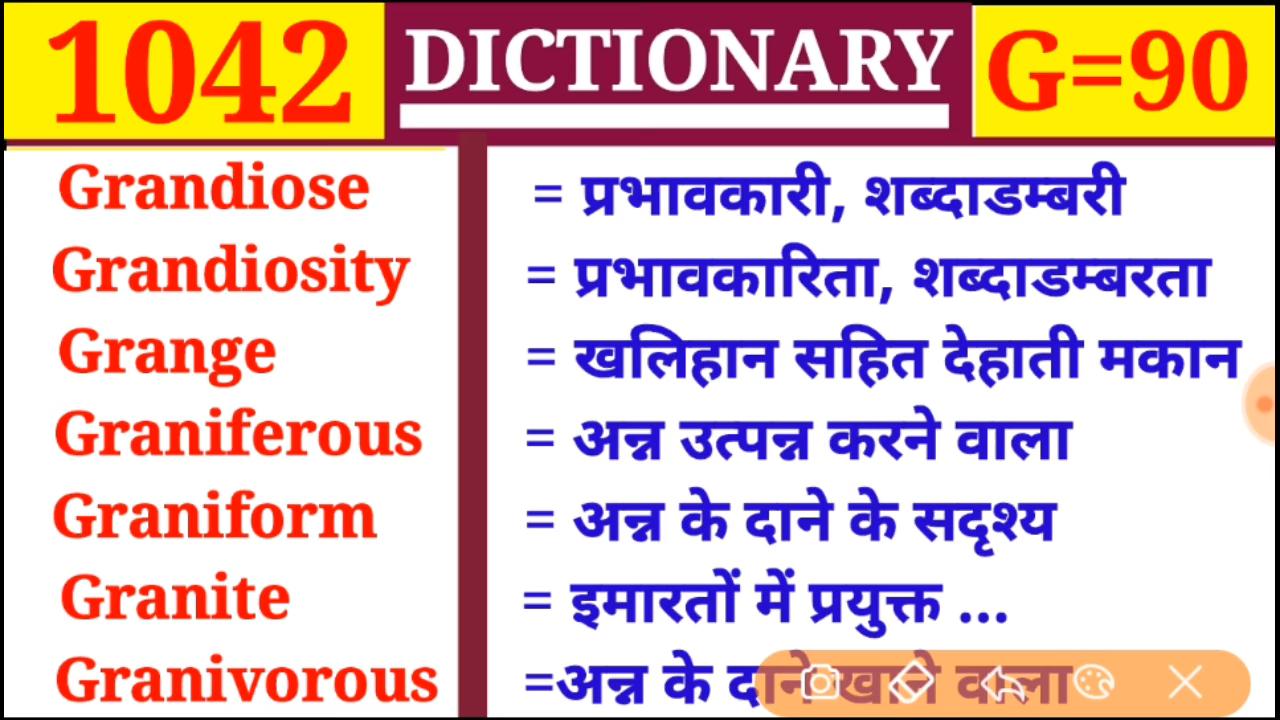 1042 DICTIONARY G=90
Grandiose = प्रभावकारी, शब्दाडम्बरी
Grandiosity = प्रभावकारिता, शब्दाडम्बरता
Grange = खलिहान सहित देहाती मकान
Graniferous = अन्न उत्पन्न करने वाला
Graniform = अन्न के दाने के सदृश्य
Granite = इमारतों में प्रयुक्त ...
Granivorous =अन्न के दाने खाने वाला